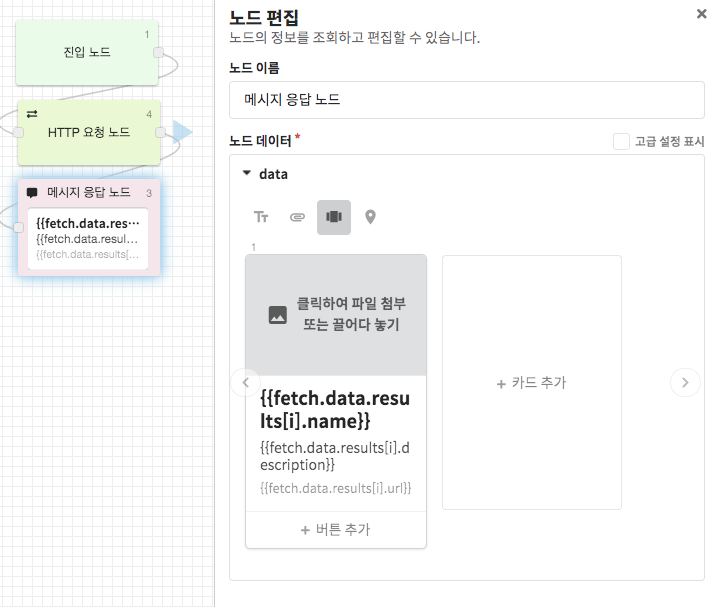 진입 노드
1
HTTP 요청 노드
4
메시지 응답 노드
3
{{fetch.data.res⋯
{{fetch.data.resul...
{{fetch.data.results[...
노드 편집
노드의 정보를 조회하고 편집할 수 있습니다.
노드 이름
메시지 응답 노드
노드 데이터 *
고급 설정 표시
data
Tт
1
클릭하여 파일 첨부
또는 끌어다 놓기
{{fetch.data.resu
lts[i].name}}
{{fetch.data.results[i].d
escription}}
{{fetch.data.results[i].url}}
+ 버튼 추가
+ 카드 추가